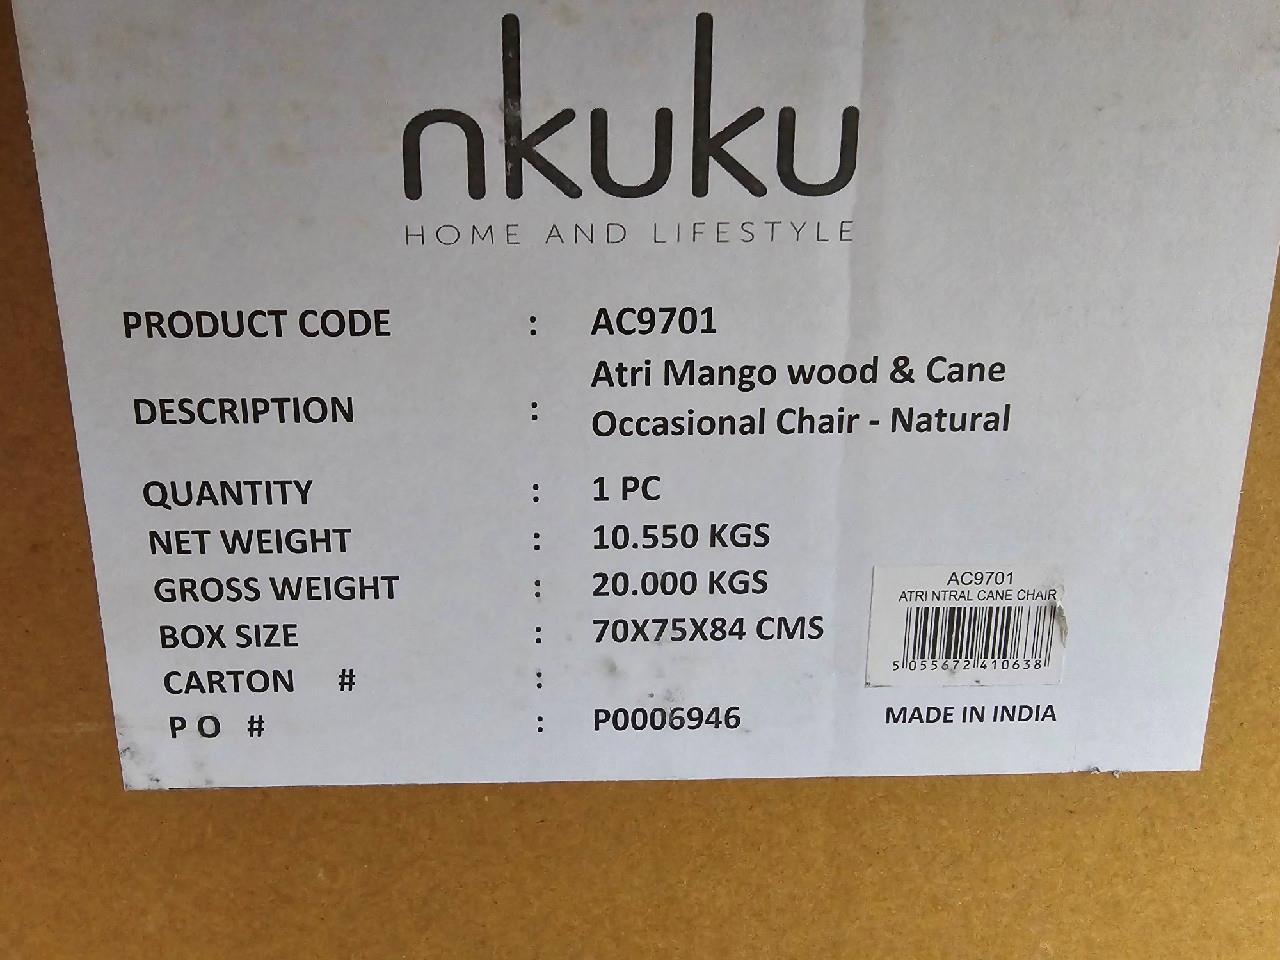 nkuku
HOME AND LIFESTYLE
PRODUCT CODE : AC9701
DESCRIPTION : Atri Mango wood & Cane
Occasional Chair - Natural
QUANTITY : 1 PC
NET WEIGHT : 10.550 KGS
GROSS WEIGHT : 20.000 KGS
BOX SIZE : 70X75X84 CMS
CARTON # :
P O # : P0006946
AC9701
ATRI NTRAL CANE CHAIR
5 055672 410638
MADE IN INDIA